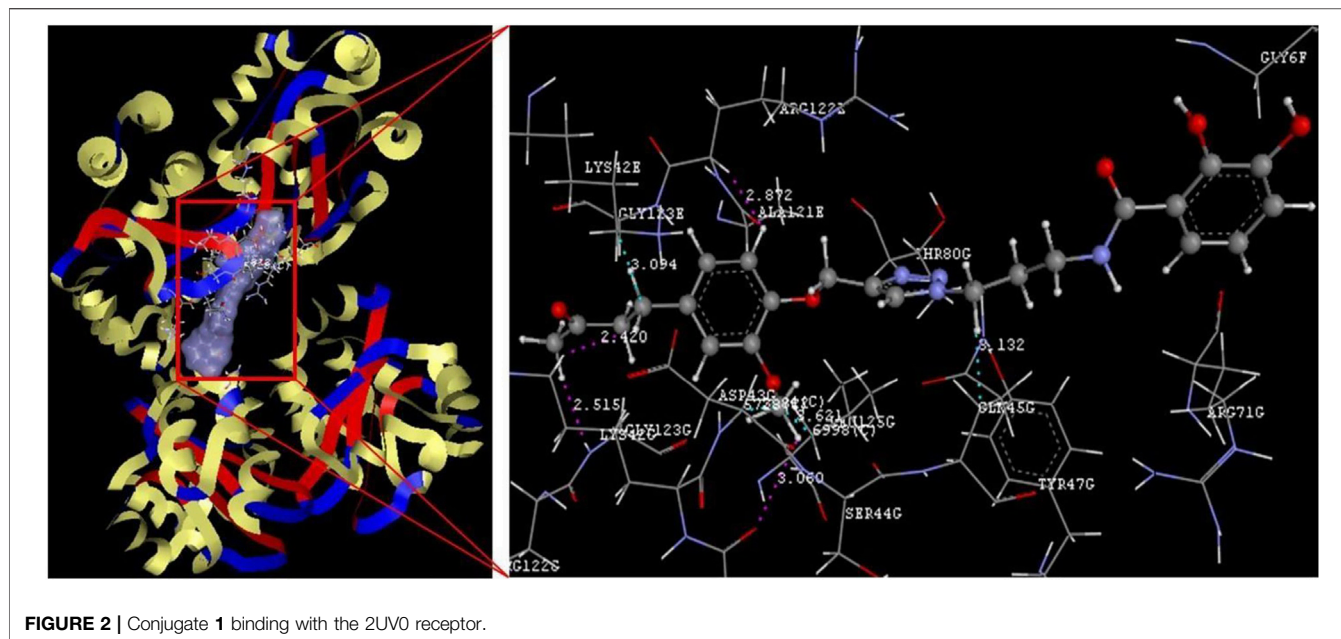 GLY6F
ARG122E
LYS42E
2.872
GLY123E
ALA121E
3.094
THR80G
2.420
3.132
ASP43G
2.515
GLY123G
GLN45G
ARG71G
LYS42G
6998(C)
3.060
TYR47G
SER44G
FIGURE 2 | Conjugate 1 binding with the 2UV0 receptor.